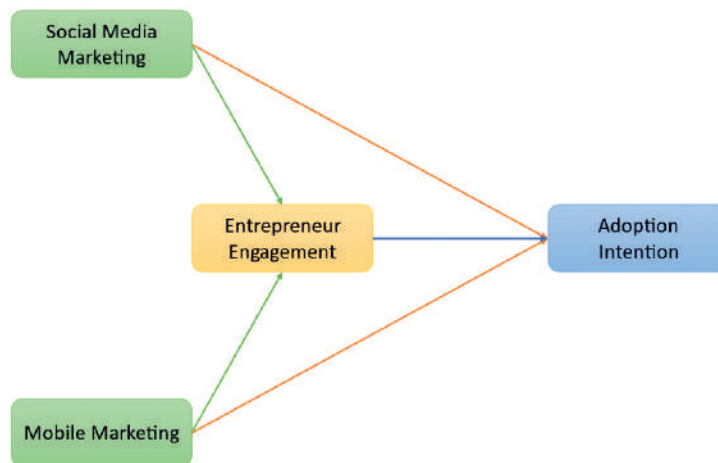 Social Media
Marketing
Entrepreneur
Engagement
Adoption
Intention
Mobile Marketing